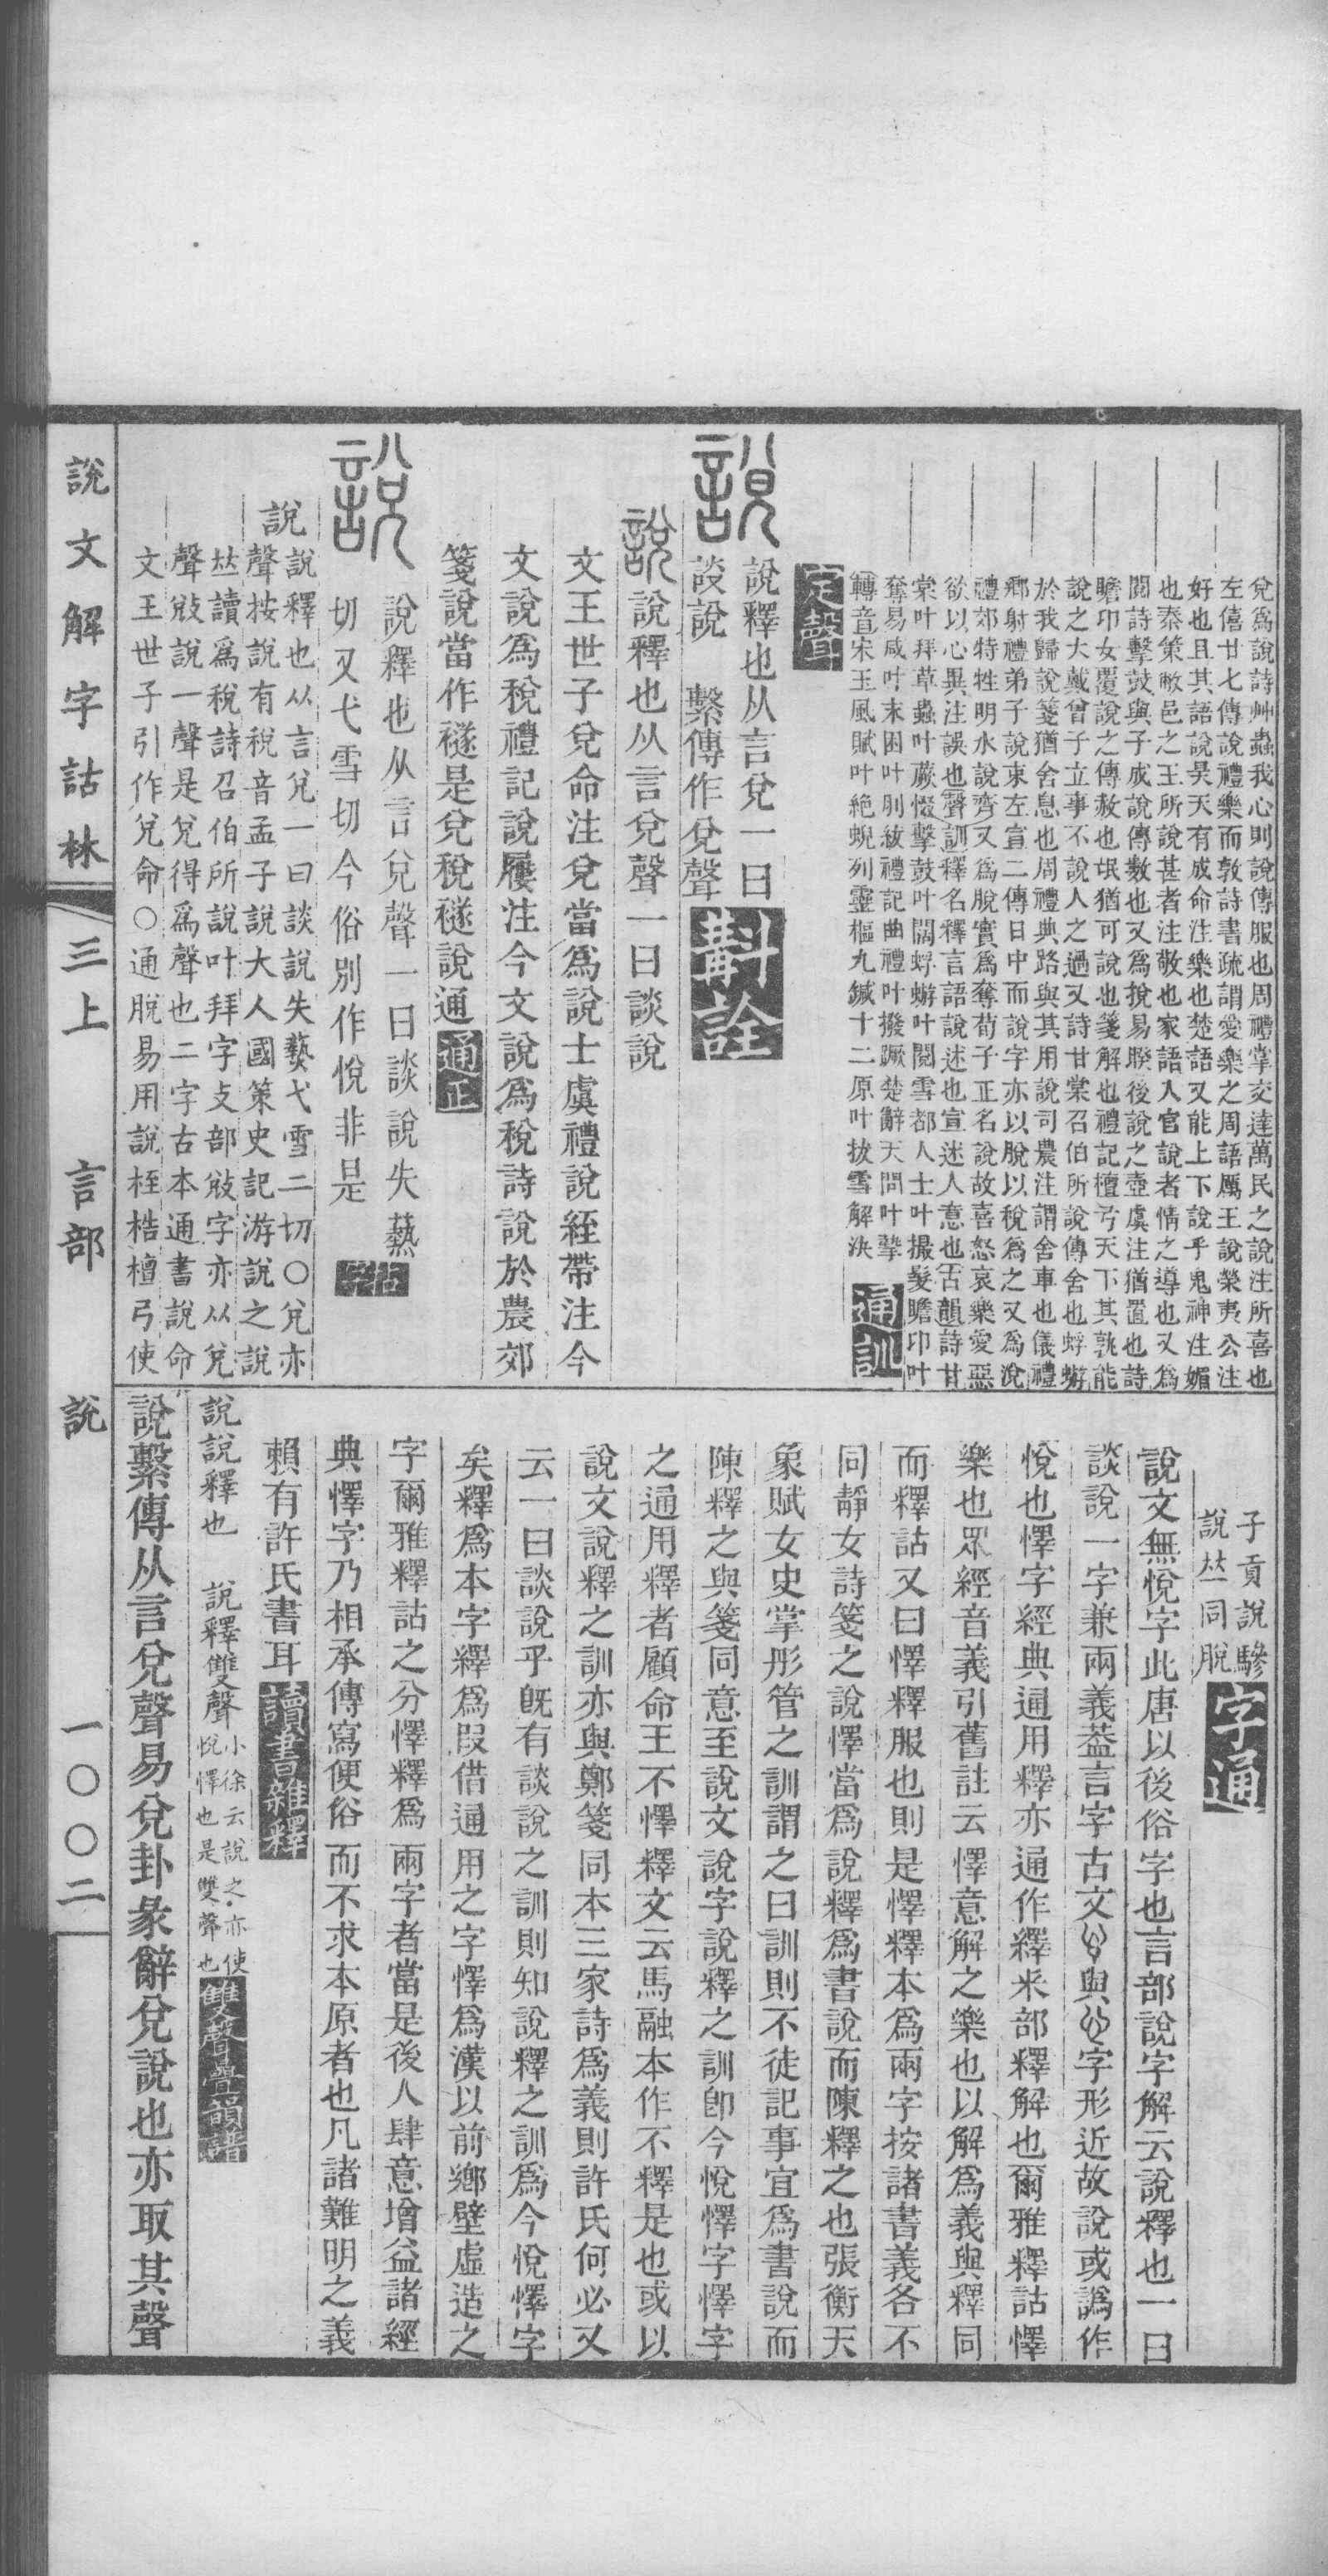 兌爲說詩艸蟲我心則說傳服也周禮掌交達萬民之說注所喜也
左僖廿七傳說禮樂而敦詩書疏謂愛樂之周語厲王說榮夷公注
好也且其語說昊天有成命注樂也楚語又能上下說乎鬼神注媚
也秦策敝邑之王所說甚者注敬也家語入官說者情之導也又爲
閱詩擊鼓與子成說傳數也又爲挩易睽後說之壺虞注猶置也詩
瞻卬女覆說之傳赦也氓猶可說也箋解也禮記檀弓天下其孰能
說之大戴曾子立事不說人之過又詩甘棠召伯所說傳舍也蜉蝣
於我歸說箋猶舍息也周禮典路與其用說司農注謂舍車也儀禮
鄉射禮弟子說束左宣二傳日中而說字亦以脫以稅爲之又爲涗
禮郊特牲明水說齊又爲脫實爲奪荀子正名說故喜怒哀樂愛惡
欲以心異注誤也聲訓釋名釋言語說述也宣述人意也古韻詩甘
棠叶拜草蟲叶蕨惙擊鼓叶闊蜉蝣叶閱雪都人士叶撮髮瞻卬叶
奪易咸叶末困叶刖紱禮記曲禮叶撥蹶楚辭天問叶摯
轉音宋玉風賦叶絶蜺列靈樞九鍼十二原叶拔雪解決 通訓
定聲
說 說釋也从言兌一曰
談說 繫傳作兌聲 斠詮
說說釋也从言兌聲一曰談說
文王世子兌命注兌當爲說士虞禮說絰帶注今
文說爲稅禮記說屨注今文說爲稅詩說於農郊
箋說當作襚是兌稅襚說通 通正
說 說釋也从言兌聲一曰談說失蓺
切又弋雪切今俗別作悅非是
說說釋也从言兌一曰談說失蓺弋雪二切○兌亦
聲按說有稅音孟子說大人國策史記游說之說
竝讀爲稅詩召伯所說叶拜字攴部敚字亦从兌
聲敚說一聲是兌得爲聲也二字古本通書說命
文王世子引作兌命○通脫易用說桎梏檀弓使
子貢說驂
說竝同脫 字通
說文無悅字此唐以後俗字也言部說字解云說釋也一曰
談說一字兼兩義葢言字古文與字形近故說或譌作
悅也懌字經典通用釋亦通作繹釆部釋解也爾雅釋詁懌
樂也眾經音義引舊註云懌意解之樂也以解爲義與釋同
而釋詁又曰懌釋服也則是懌釋本爲兩字按諸書義各不
同靜女詩箋之說懌當爲說釋爲書說而陳釋之也張衡天
象賦女史掌彤管之訓謂之曰訓則不徒記事宜爲書說而
陳釋之與箋同意至說文說字說釋之訓卽今悅懌字懌字
之通用釋者顧命王不懌釋文云馬融本作不釋是也或以
說文說釋之訓亦與鄭箋同本三家詩爲義則許氏何必又
云一曰談說乎旣有談說之訓則知說釋之訓爲今悅懌字
矣釋爲本字繹爲叚借通用之字懌爲漢以前鄉壁虛造之
字爾雅釋詁之分懌釋爲兩字者當是後人肆意增益諸經
典懌字乃相承傳寫便俗而不求本原者也凡諸難明之義
賴有許氏書耳 讀書雜釋
說說釋也 說釋雙聲小徐云說之亦使
悅懌也是雙聲也 雙聲疊韻譜
說繫傳从言兌聲易兌卦彖辭兌說也亦取其聲
說文解字詁林 三上 言部 說 一〇〇二